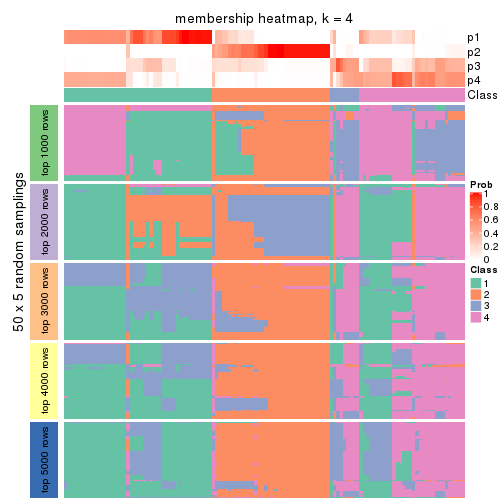 membership heatmap, k = 4
p1
p2
p3
p4
Class
50 x 5 random samplings
top 1000 rows
top 2000 rows
top 3000 rows
top 4000 rows
top 5000 rows
Prob
1
0.8
0.6
0.4
0.2
0
Class
1
2
3
4